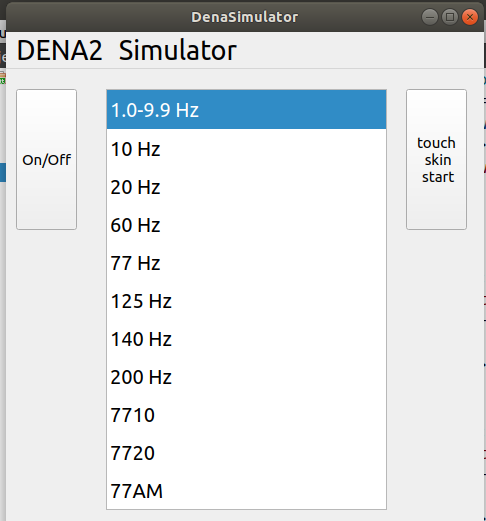 DenaSimulator
DENA2 Simulator
On/Off
1.0-9.9 Hz
10 Hz
20 Hz
60 Hz
77 Hz
125 Hz
140 Hz
200 Hz
7710
7720
77AM
touch
skin
start